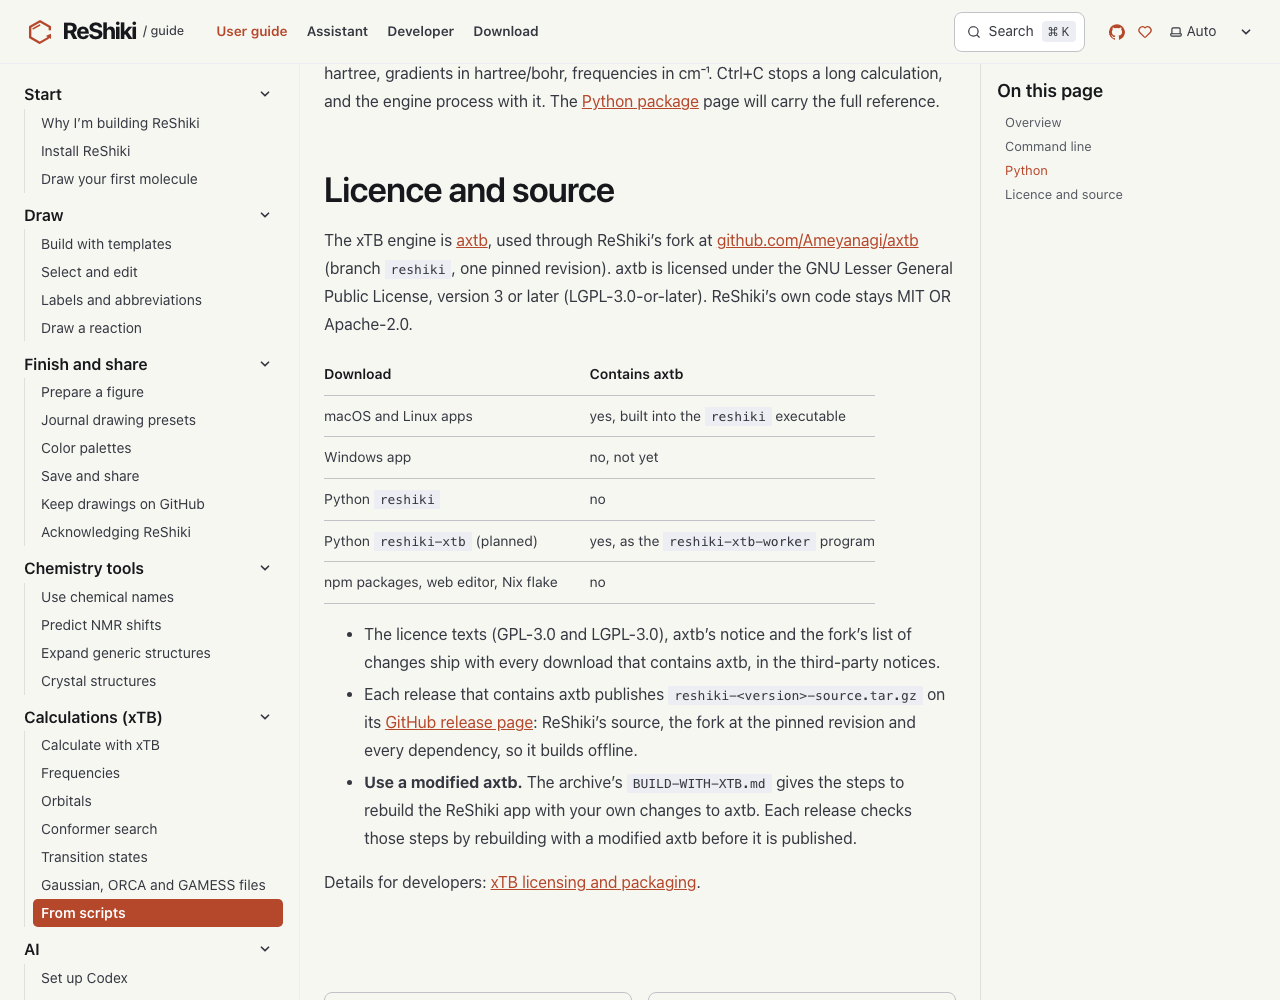 ReShiki / guide User guide Assistant Developer Download Search ⌘ K Auto
Start
Why I'm building ReShiki
Install ReShiki
Draw your first molecule
Draw
Build with templates
Select and edit
Labels and abbreviations
Draw a reaction
Finish and share
Prepare a figure
Journal drawing presets
Color palettes
Save and share
Keep drawings on GitHub
Acknowledging ReShiki
Chemistry tools
Use chemical names
Predict NMR shifts
Expand generic structures
Crystal structures
Calculations (xTB)
Calculate with xTB
Frequencies
Orbitals
Conformer search
Transition states
Gaussian, ORCA and GAMESS files
From scripts
AI
Set up Codex
hartree, gradients in hartree/bohr, frequencies in cm⁻¹. Ctrl+C stops a long calculation,
and the engine process with it. The Python package page will carry the full reference.
Licence and source
The xTB engine is axtb, used through ReShiki's fork at github.com/Ameyanagi/axtb
(branch reshiki, one pinned revision). axtb is licensed under the GNU Lesser General
Public License, version 3 or later (LGPL-3.0-or-later). ReShiki's own code stays MIT OR
Apache-2.0.
Download Contains axtb
macOS and Linux apps yes, built into the reshiki executable
Windows app no, not yet
Python reshiki no
Python reshiki-xtb (planned) yes, as the reshiki-xtb-worker program
npm packages, web editor, Nix flake no
• The licence texts (GPL-3.0 and LGPL-3.0), axtb's notice and the fork's list of
changes ship with every download that contains axtb, in the third-party notices.
• Each release that contains axtb publishes reshiki-<version>-source.tar.gz on
its GitHub release page: ReShiki's source, the fork at the pinned revision and
every dependency, so it builds offline.
• Use a modified axtb. The archive's BUILD-WITH-XTB.md gives the steps to
rebuild the ReShiki app with your own changes to axtb. Each release checks
those steps by rebuilding with a modified axtb before it is published.
Details for developers: xTB licensing and packaging.
On this page
Overview
Command line
Python
Licence and source